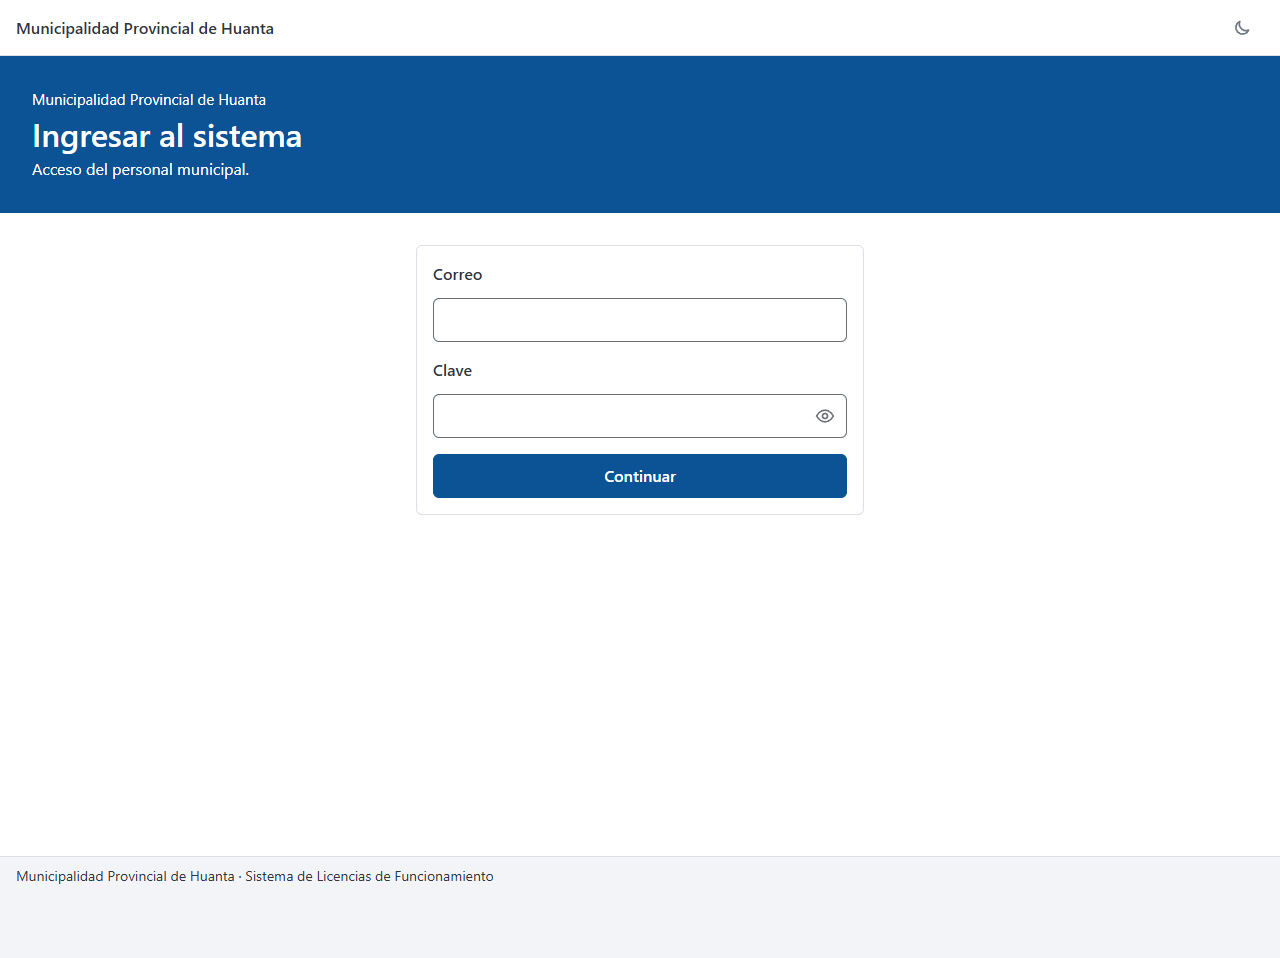 Municipalidad Provincial de Huanta
Municipalidad Provincial de Huanta
Ingresar al sistema
Acceso del personal municipal.
Correo
Clave
Continuar
Municipalidad Provincial de Huanta · Sistema de Licencias de Funcionamiento